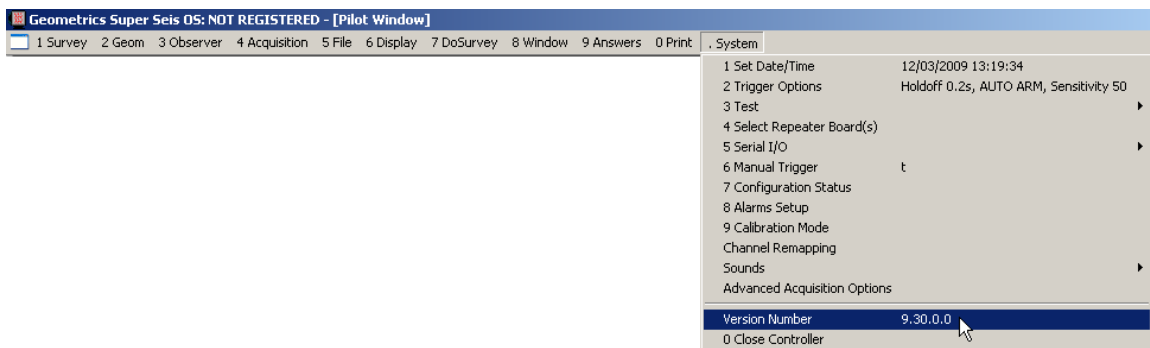 Geometrics Super Seis OS: NOT REGISTERED - [Pilot Window]
1 Survey 2 Geom 3 Observer 4 Acquisition 5 File 6 Display 7 DoSurvey 8 Window 9 Answers 0 Print . System
1 Set Date/Time 12/03/2009 13:19:34
2 Trigger Options Holdoff 0.2s, AUTO ARM, Sensitivity 50
3 Test
4 Select Repeater Board(s)
5 Serial I/O
6 Manual Trigger t
7 Configuration Status
8 Alarms Setup
9 Calibration Mode
Channel Remapping
Sounds
Advanced Acquisition Options
Version Number 9.30.0.0
0 Close Controller